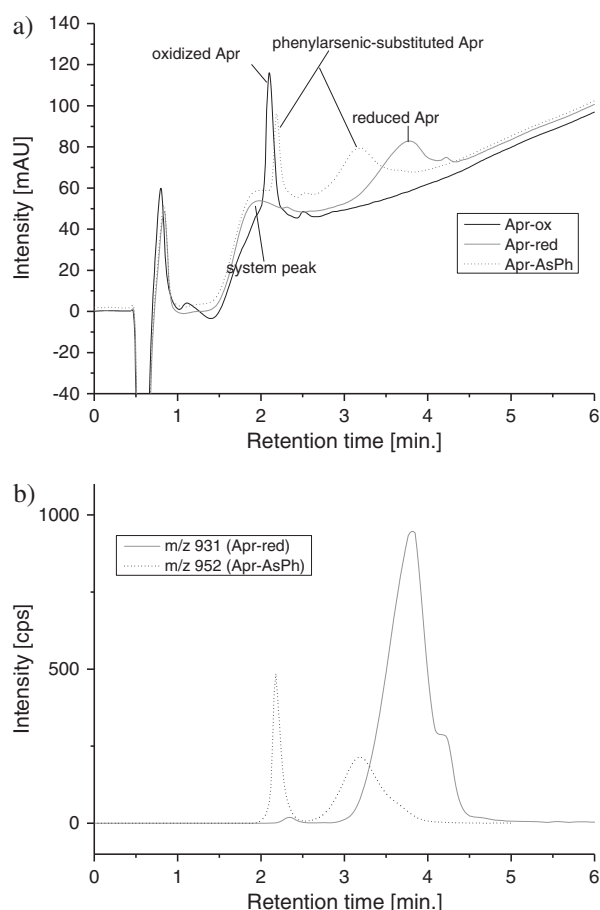 a)
140
120
100
80
60
40
20
0
-20
-40
Intensity [mAU]
oxidized Apr
phenylarsenic-substituted Apr
reduced Apr
system peak
Apr-ox
Apr-red
Apr-AsPh
0 1 2 3 4 5 6
Retention time [min.]
b)
1000
500
0
Intensity [cps]
m/z 931 (Apr-red)
m/z 952 (Apr-AsPh)
0 1 2 3 4 5 6
Retention time [min.]